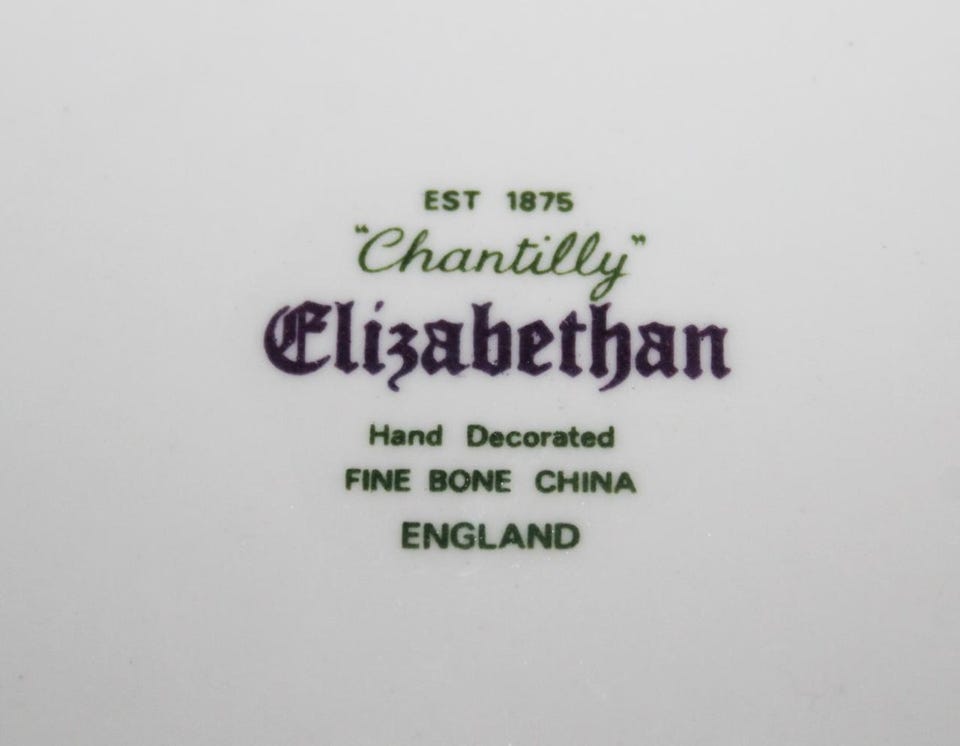 EST 1875
"Chantilly"
Elizabethan
Hand Decorated
FINE BONE CHINA
ENGLAND